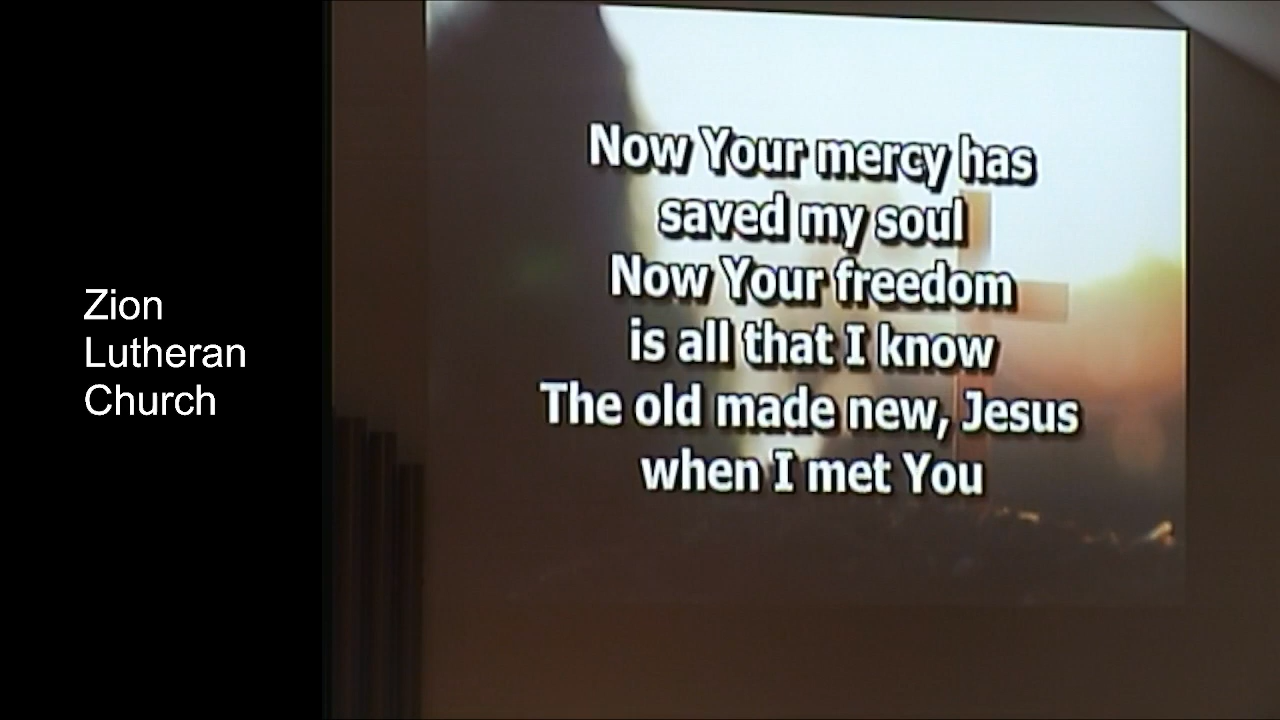 Zion
Lutheran
Church
Now Your mercy has
saved my soul
Now Your freedom
is all that I know
The old made new, Jesus
when I met You